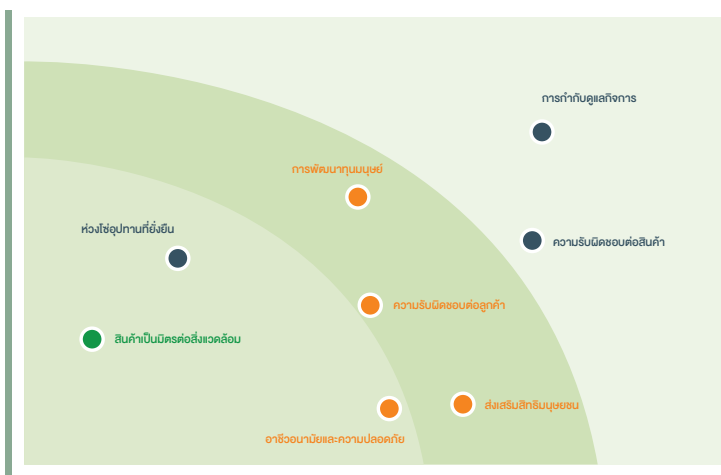 การกำกับดูแลกิจการ
การพัฒนาทุนมนุษย์
ห่วงโซ่อุปทานที่ยั่งยืน
ความรับผิดชอบต่อสินค้า
ความรับผิดชอบต่อลูกค้า
สินค้าเป็นมิตรต่อสิ่งแวดล้อม
ส่งเสริมสิทธิมนุษยชน
อาชีวอนามัยและความปลอดภัย